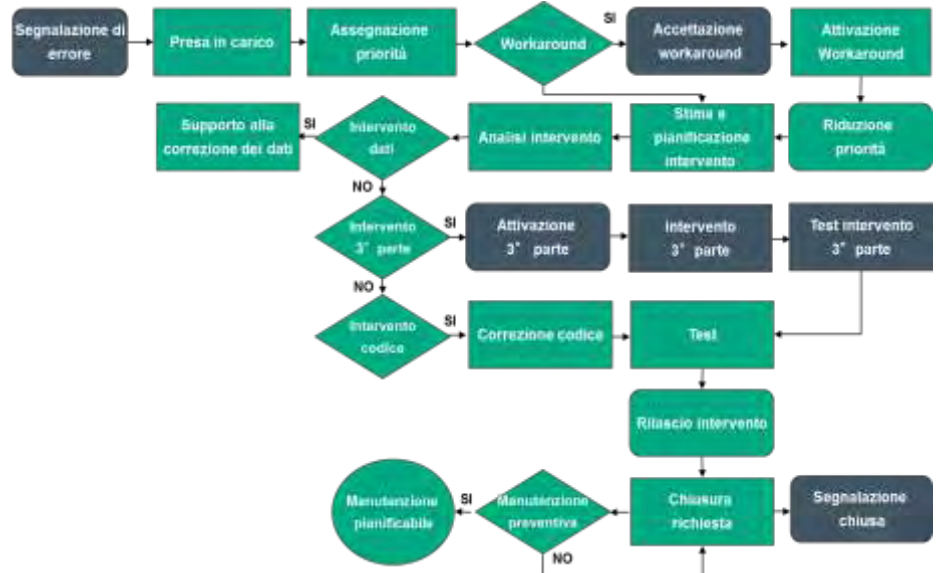 Segnalazione di
errore
Presa in carico
Assegnazione
priorità
Workaround
SI
Accettazione
workaround
Attivazione
Workaround
Supporto alla
correzione dei dati
SI
Intervento
dati
Analisi intervento
Stima e
pianificazione
intervento
Riduzione
priorità
NO
Intervento
3° parte
SI
Attivazione
3° parte
Intervento
3° parte
Test intervento
3° parte
NO
Intervento
codice
SI
Correzione codice
Test
Rilascio intervento
Manutenzione
pianificabile
SI
Manutenzione
preventiva
Chiusura
richiesta
Segnalazione
chiusa
NO